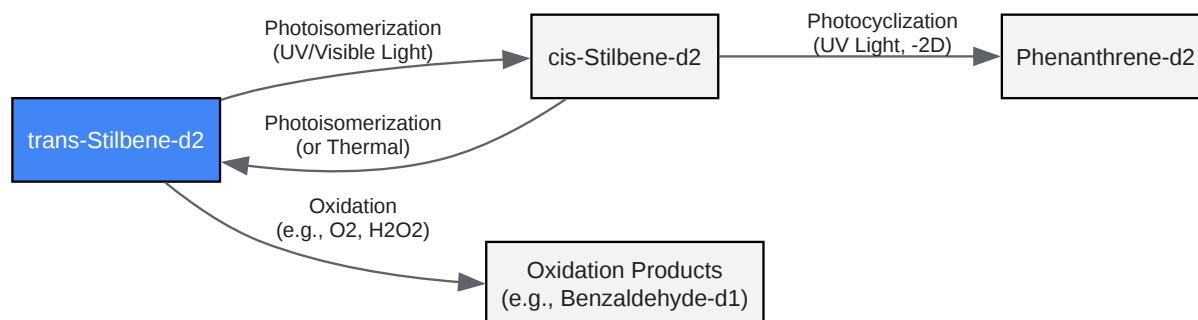 Photoisomerization
(UV/Visible Light)
cis-Stilbene-d2
Photocyclization
(UV Light, -2D)
Phenanthrene-d2
trans-Stilbene-d2
Photoisomerization
(or Thermal)
Oxidation
(e.g., O2, H2O2)
Oxidation Products
(e.g., Benzaldehyde-d1)